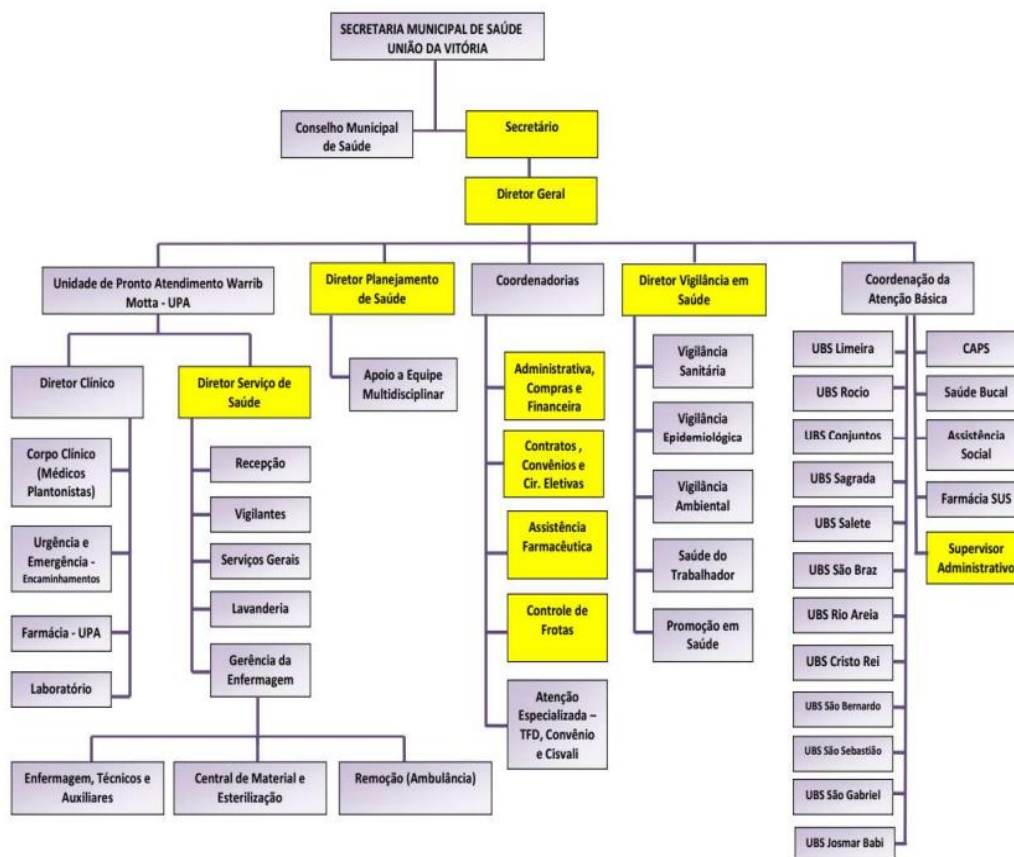 SECRETARIA MUNICIPAL DE SAÚDE
UNIÃO DA VITÓRIA
Conselho Municipal
de Saúde
Secretário
Diretor Geral
Unidade de Pronto Atendimento Warrib
Motta - UPA
Diretor Planejamento
de Saúde
Coordenadorias
Diretor Vigilância em
Saúde
Coordenação da
Atenção Básica
Diretor Clínico
Diretor Serviço de
Saúde
Corpo Clínico
(Médicos
Plantonistas)
Urgência e
Emergência -
Encaminhamentos
Farmácia - UPA
Laboratório
Recepção
Vigilantes
Serviços Gerais
Lavanderia
Gerência da
Enfermagem
Enfermagem, Técnicos e
Auxiliares
Central de Material e
Esterilização
Remoção (Ambulância)
Apoio a Equipe
Multidisciplinar
Administrativa,
Compras e
Financeira
Contratos ,
Convênios e
Cir. Eletivas
Assistência
Farmacêutica
Controle de
Frotas
Atenção
Especializada –
TFD, Convênio
e Cisvali
Vigilância
Sanitária
Vigilância
Epidemiológica
Vigilância
Ambiental
Saúde do
Trabalhador
Promoção em
Saúde
UBS Limeira
UBS Rocio
UBS Conjuntos
UBS Sagrada
UBS Salete
UBS São Braz
UBS Rio Areia
UBS Cristo Rei
UBS São Bernardo
UBS São Sebastião
UBS São Gabriel
UBS Josmar Babi
CAPS
Saúde Bucal
Assistência
Social
Farmácia SUS
Supervisor
Administrativo